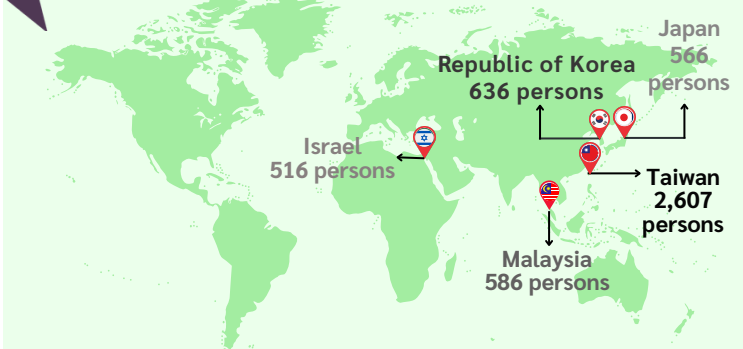 Japan
566
persons
Republic of Korea
636 persons
Israel
516 persons
Taiwan
2,607
persons
Malaysia
586 persons